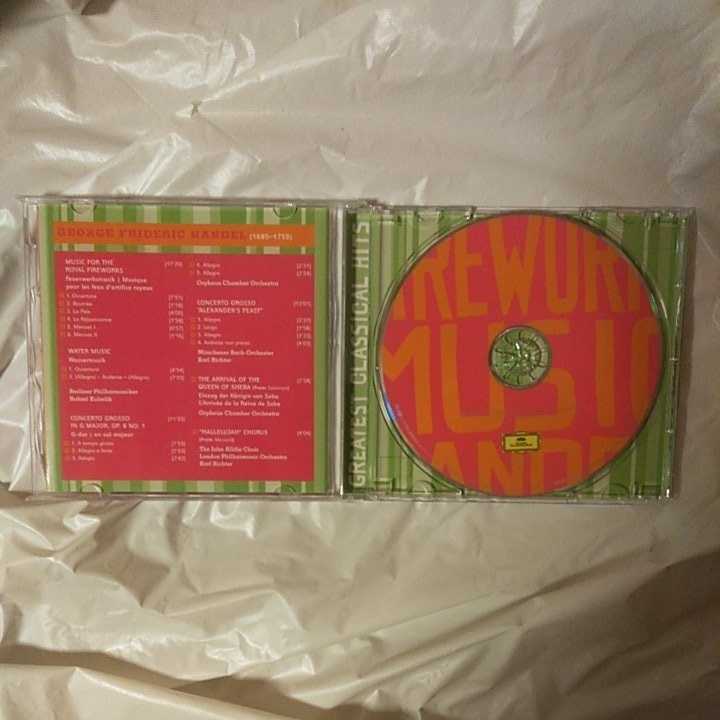 GEORGE FRIDERIC HANDEL (1685–1759)
MUSIC FOR THE
ROYAL FIREWORKS
Feuerwerksmusik | Musique
pour les feux d'artifice royaux
1. Ouverture
2. Bourrée
3. La Paix
4. La Réjouissance
5. Menuet I
6. Menuet II
WATER MUSIC
Wassermusik
1. Ouverture
2. (Allegro) – Andante – (Allegro)
Berliner Philharmoniker
Rafael Kubelik
CONCERTO GROSSO
IN G MAJOR, OP. 6 NO. 1
G-dur | en sol majeur
1. A tempo giusto
2. Allegro e forte
3. Adagio
4. Allegro
5. Allegro
Orpheus Chamber Orchestra
CONCERTO GROSSO
"ALEXANDER'S FEAST"
1. Allegro
2. Largo
3. Allegro
4. Andante non presto
Münchener Bach-Orchester
Karl Richter
THE ARRIVAL OF THE
QUEEN OF SHEBA (from Solomon)
Einzug der Königin von Saba
L'Arrivée de la Reine de Saba
Orpheus Chamber Orchestra
"HALLELUJAH" CHORUS
(from Messiah)
The John Alldis Choir
London Philharmonic Orchestra
Karl Richter
GREATEST CLASSICAL HITS
FIREWORK
MUSIC
HANDE